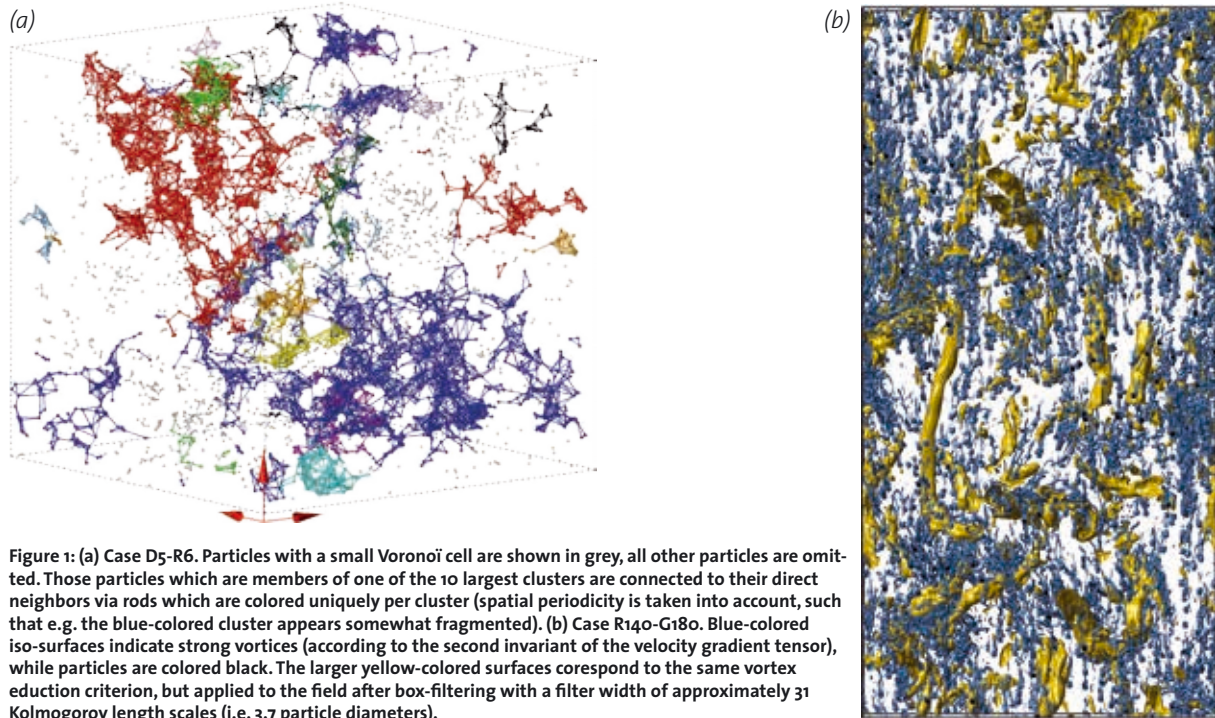 (a)
(b)
Figure 1: (a) Case D5-R6. Particles with a small Voronoï cell are shown in grey, all other particles are omit-
ted. Those particles which are members of one of the 10 largest clusters are connected to their direct
neighbors via rods which are colored uniquely per cluster (spatial periodicity is taken into account, such
that e.g. the blue-colored cluster appears somewhat fragmented). (b) Case R140-G180. Blue-colored
iso-surfaces indicate strong vortices (according to the second invariant of the velocity gradient tensor),
while particles are colored black. The larger yellow-colored surfaces corespond to the same vortex
eduction criterion, but applied to the field after box-filtering with a filter width of approximately 31
Kolmogorov length scales (i.e. 3.7 particle diameters).